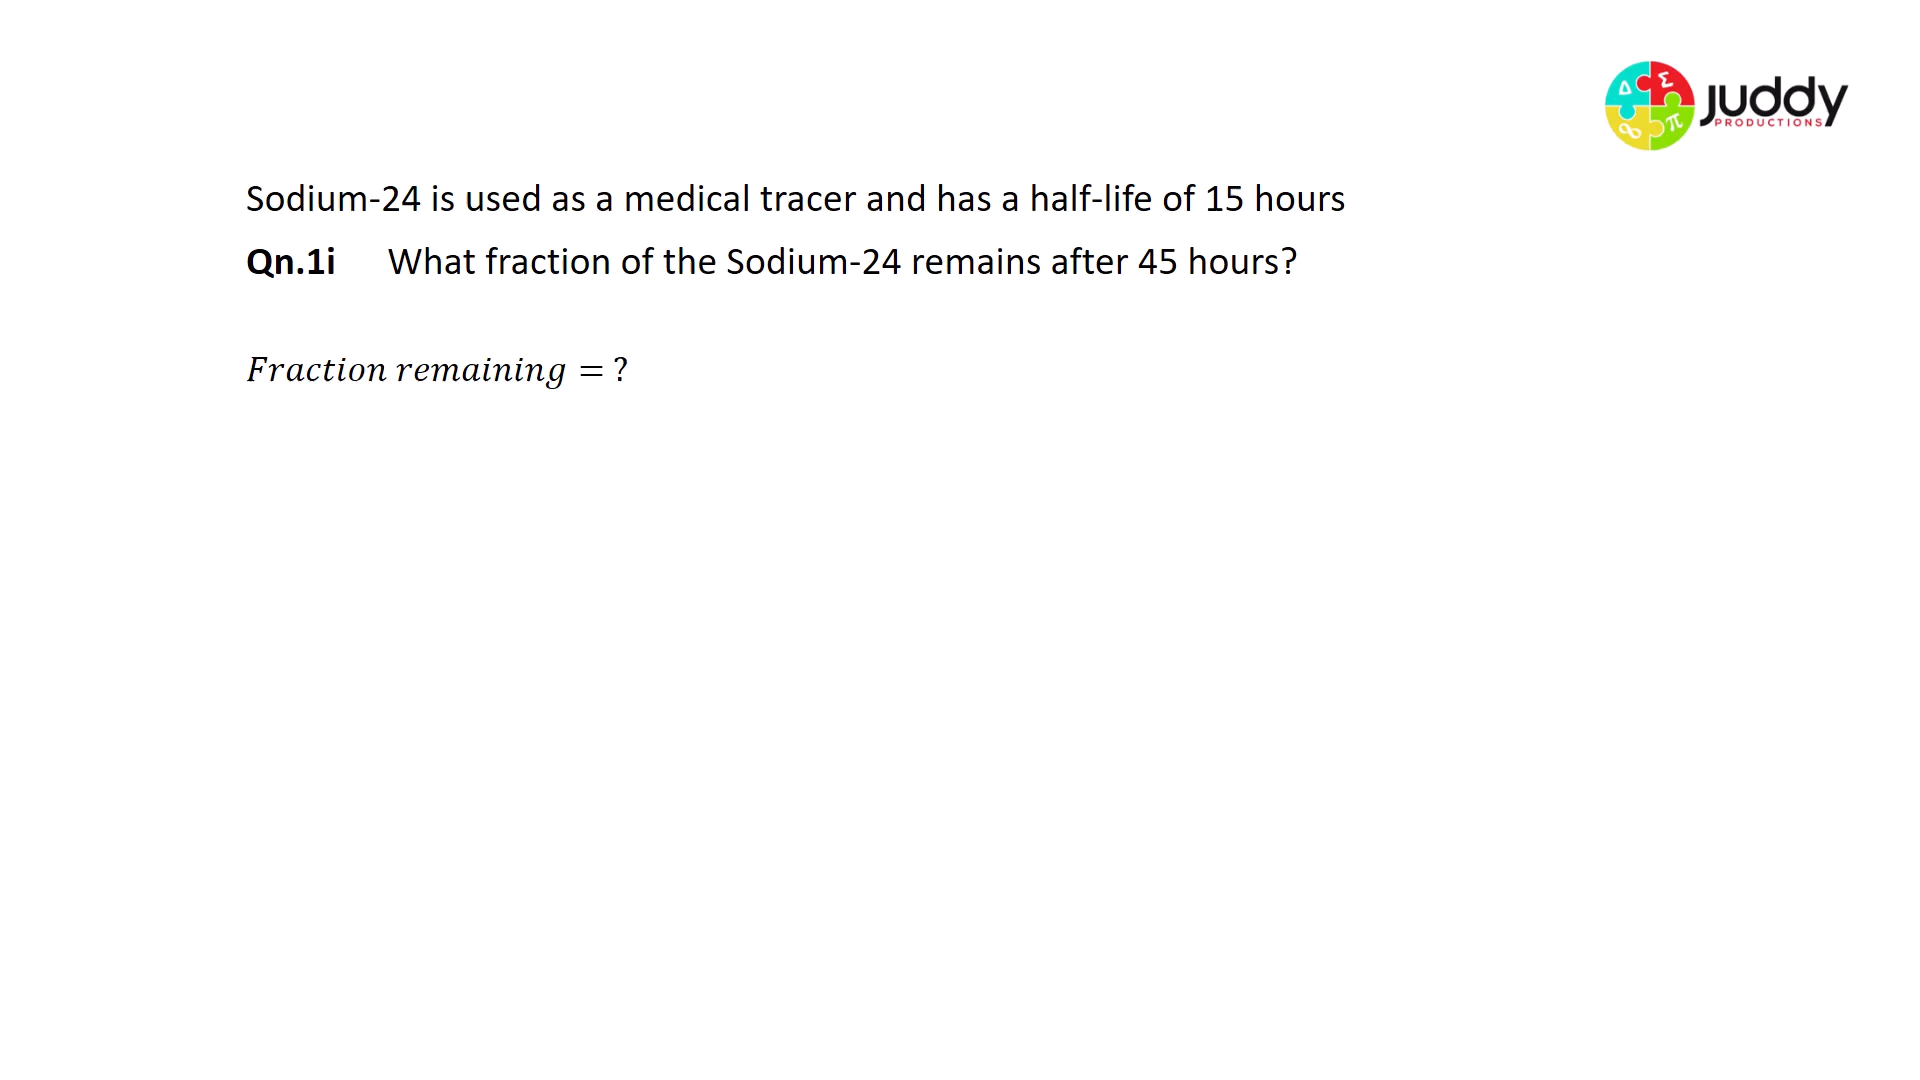 juddy
PRODUCTIONS
Sodium-24 is used as a medical tracer and has a half-life of 15 hours
Qn.1i What fraction of the Sodium-24 remains after 45 hours?
Fraction remaining = ?